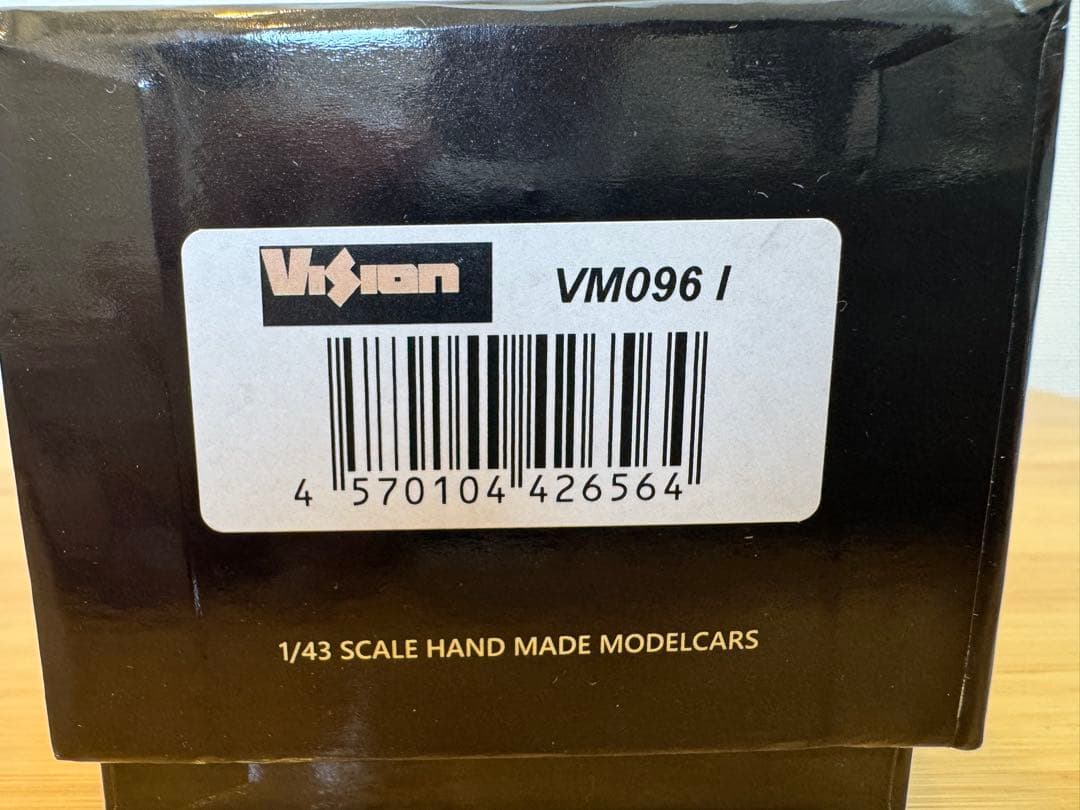 Vision
VM096 I
4 570104 426564
1/43 SCALE HAND MADE MODELCARS